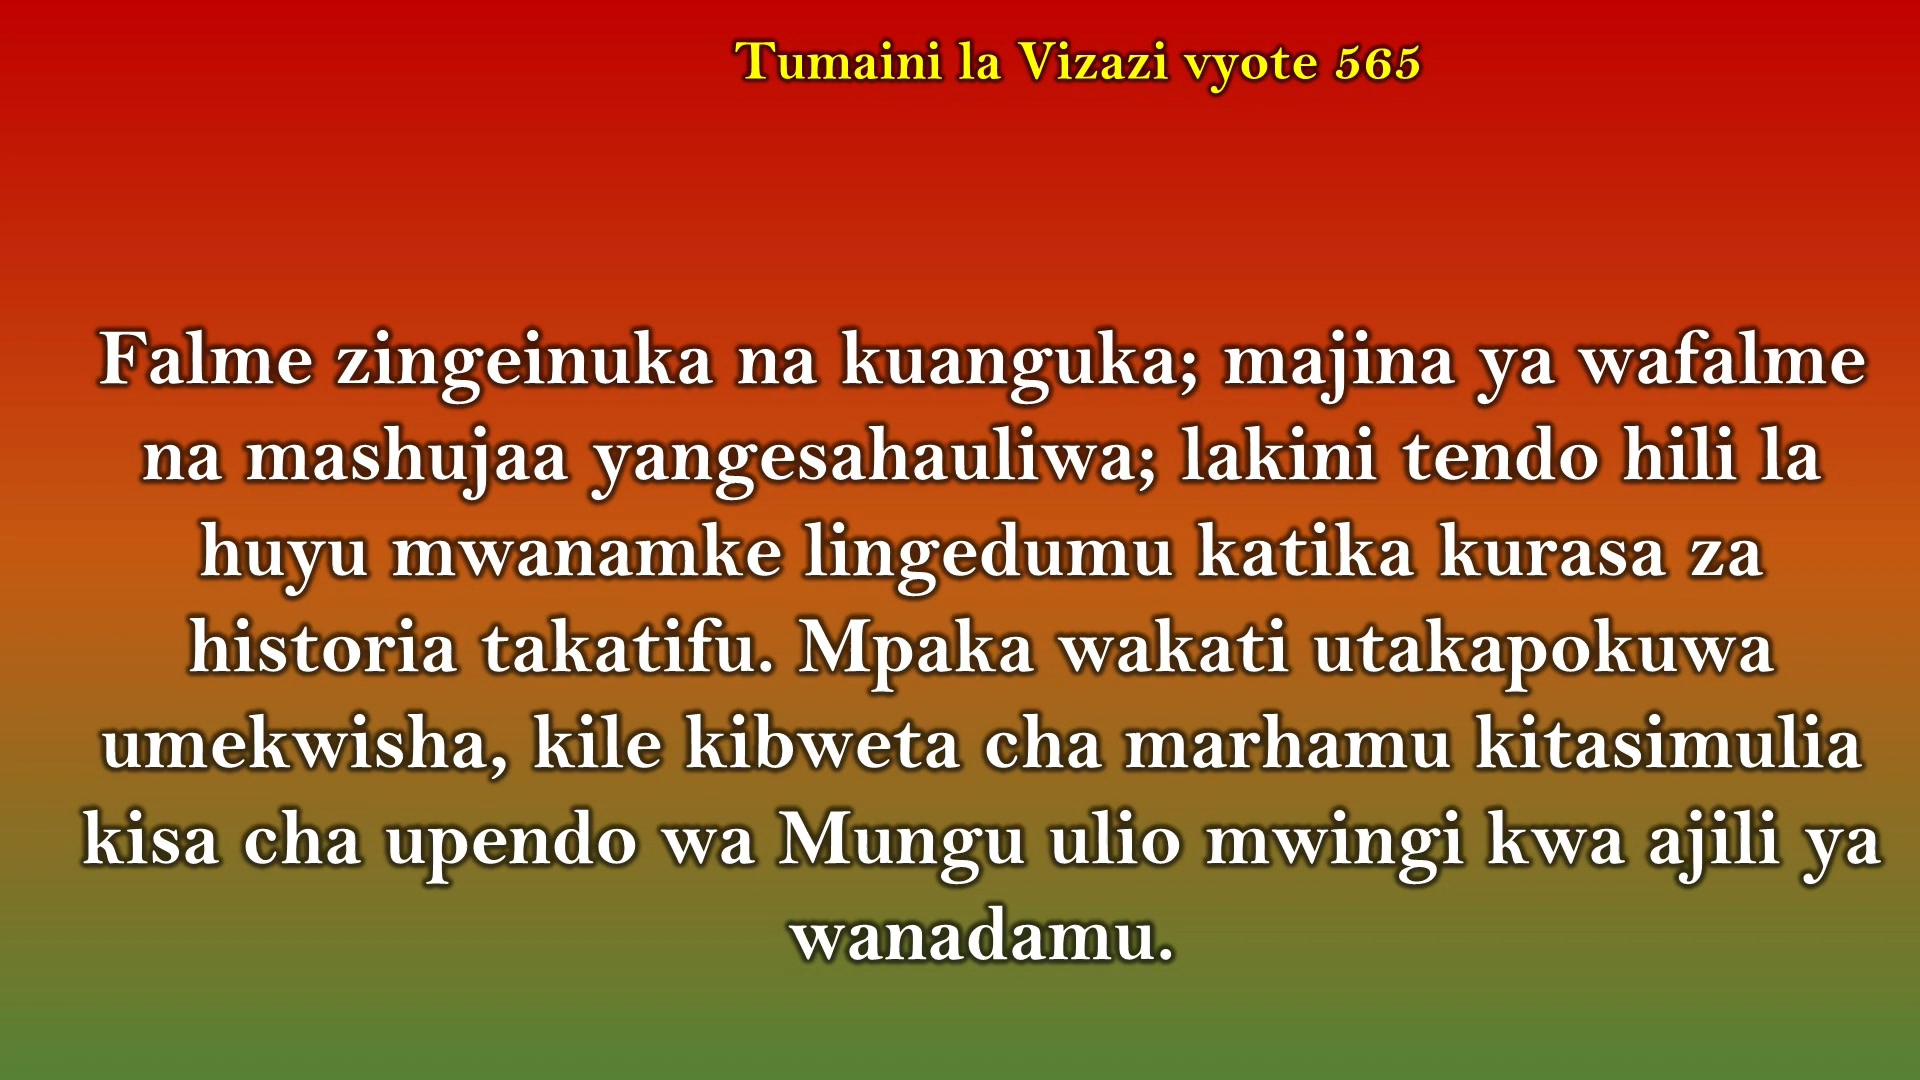 Tumaini la Vizazi vyote 565
Falme zingeinuka na kuanguka; majina ya wafalme
na mashujaa yangesahauliwa; lakini tendo hili la
huyu mwanamke lingedumu katika kurasa za
historia takatifu. Mpaka wakati utakapokuwa
umekwisha, kile kibweta cha marhamu kitasimulia
kisa cha upendo wa Mungu ulio mwingi kwa ajili ya
wanadamu.